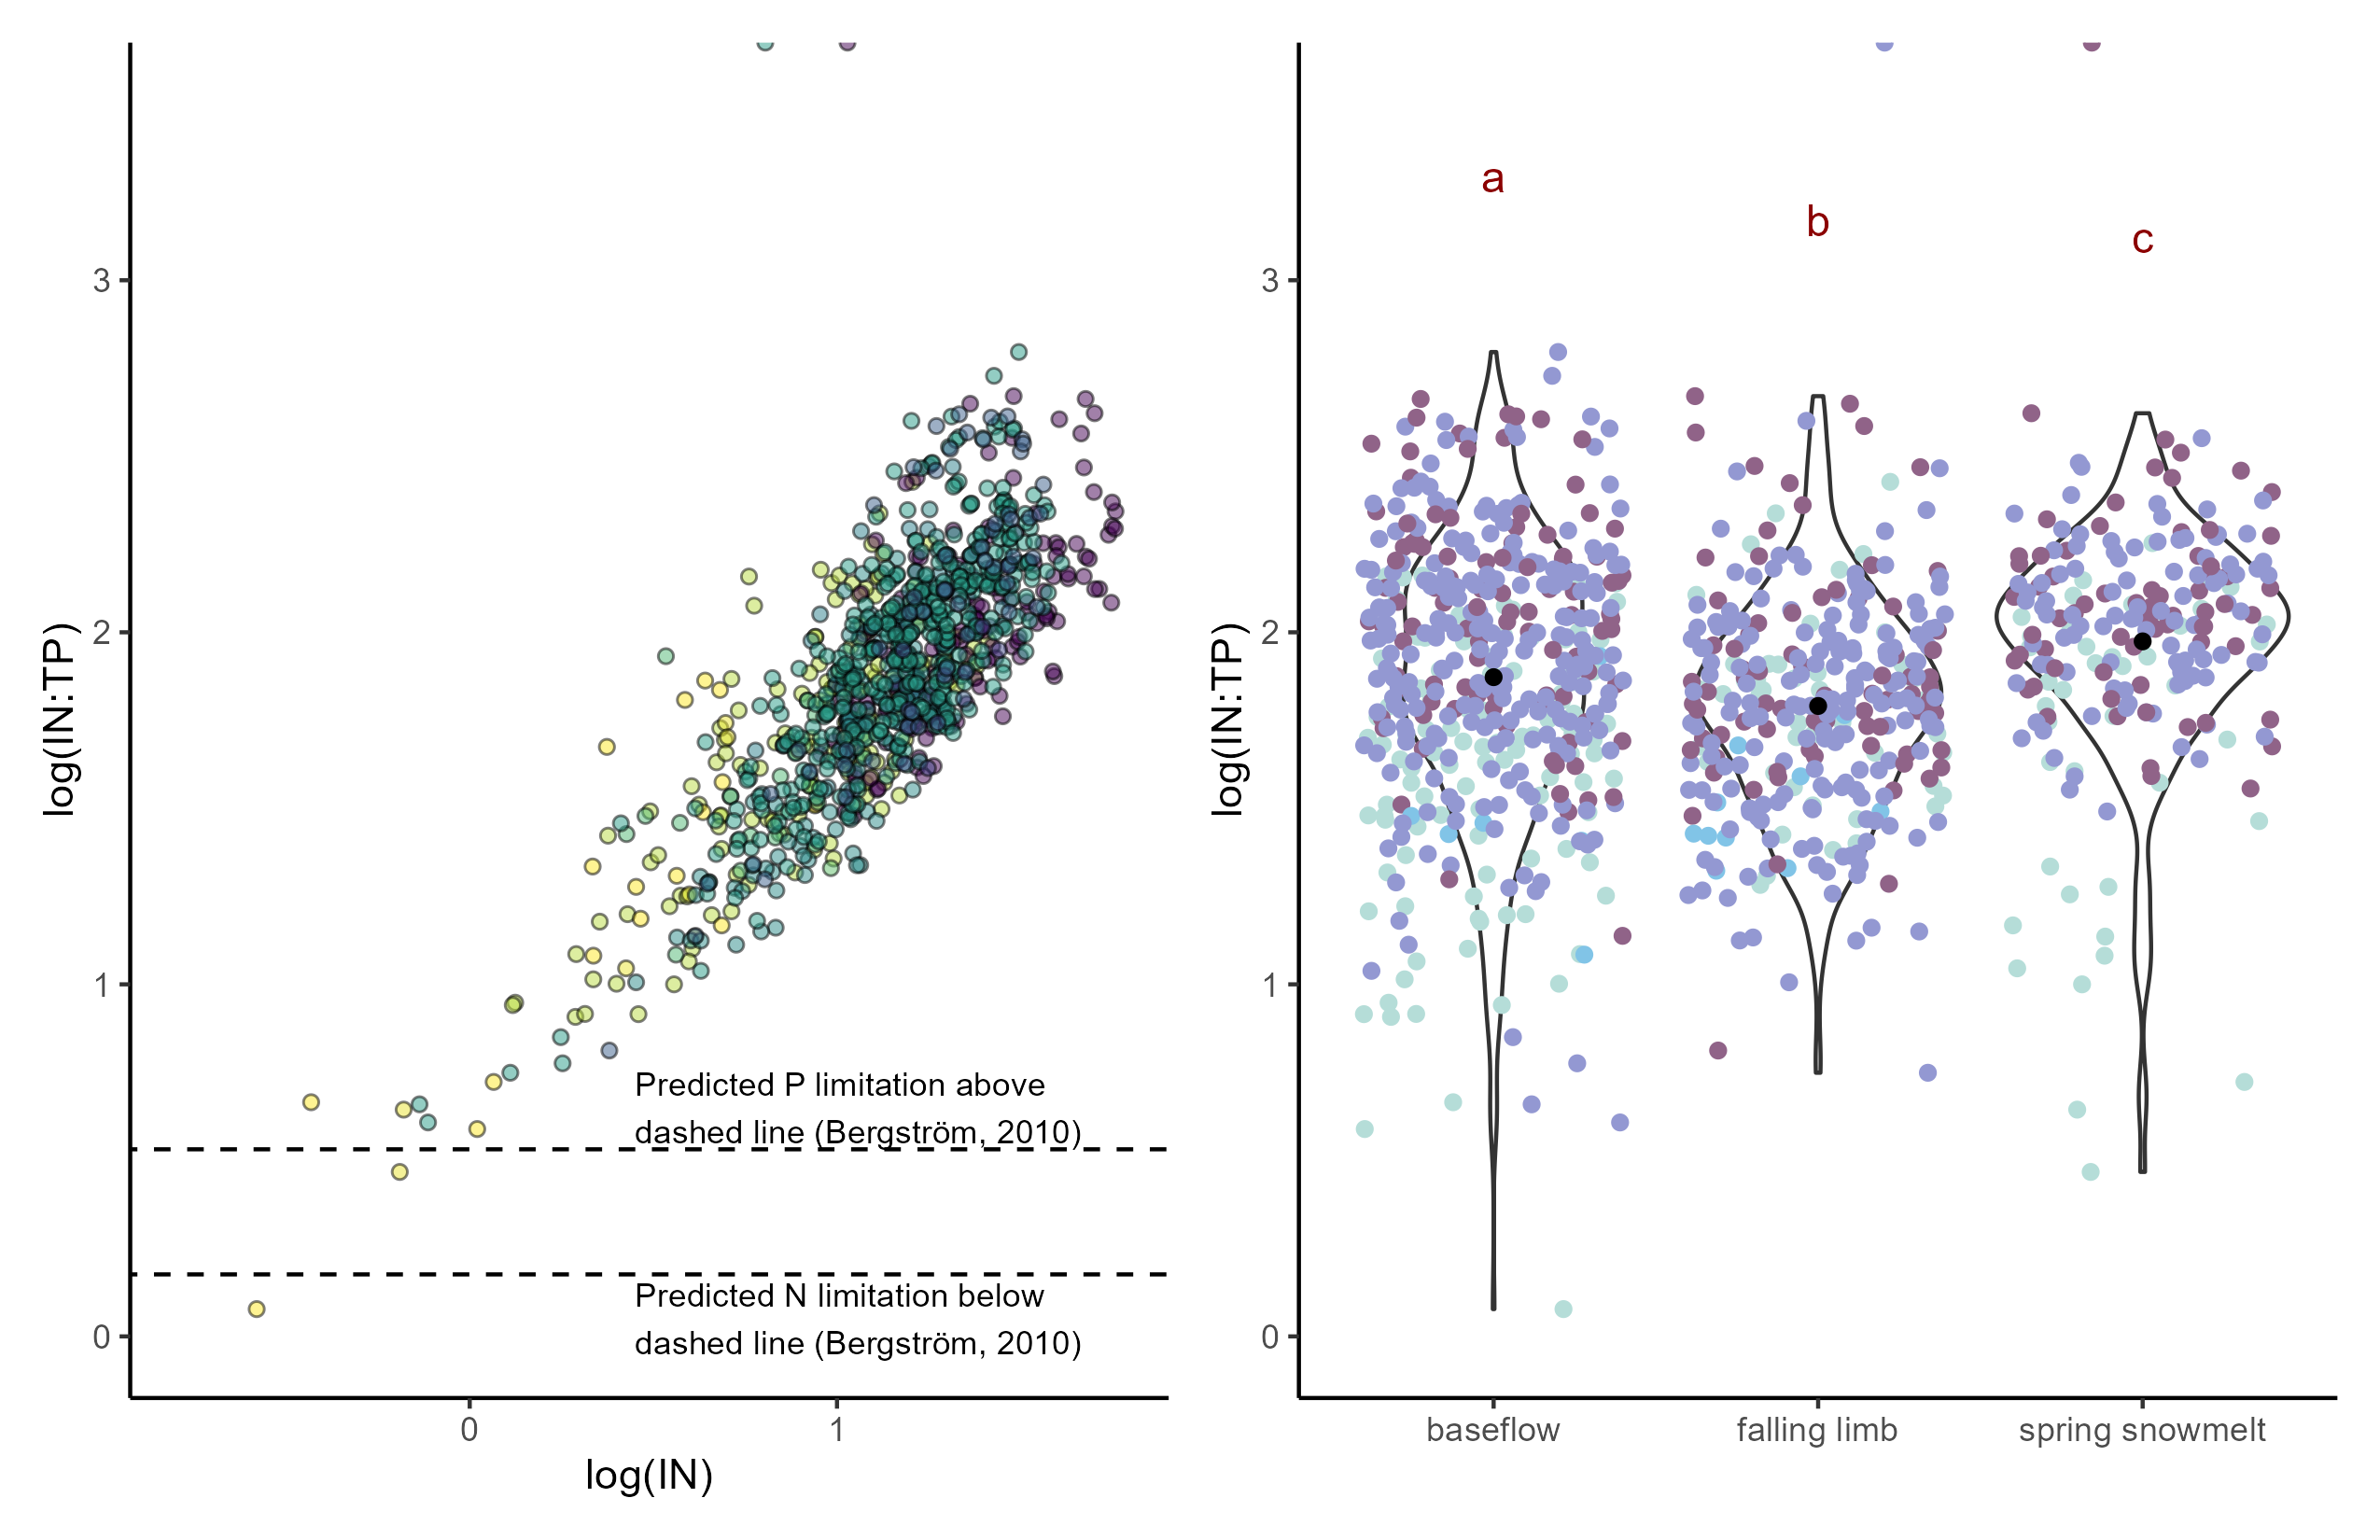 log(IN:TP)
3
2
1
0
Predicted P limitation above
dashed line (Bergström, 2010)
Predicted N limitation below
dashed line (Bergström, 2010)
0
1
log(IN)
log(IN:TP)
3
2
1
0
a
b
c
baseflow
falling limb
spring snowmelt